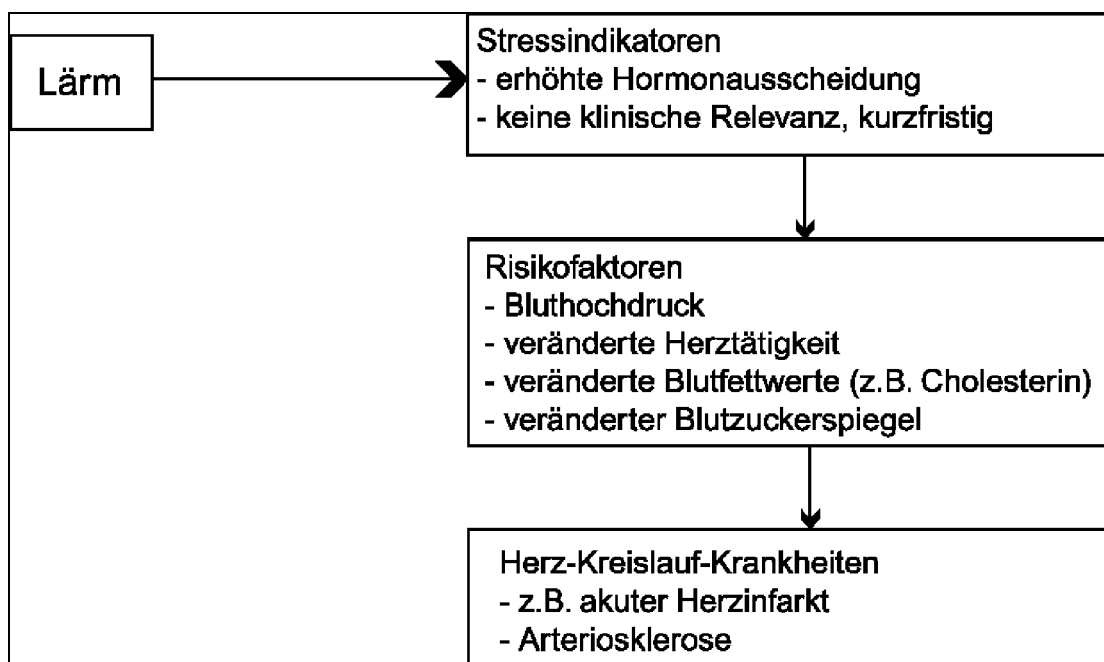 Lärm
Stressindikatoren
- erhöhte Hormonausscheidung
- keine klinische Relevanz, kurzfristig
Risikofaktoren
- Bluthochdruck
- veränderte Herztätigkeit
- veränderte Blutfettwerte (z.B. Cholesterin)
- veränderter Blutzuckerspiegel
Herz-Kreislauf-Krankheiten
- z.B. akuter Herzinfarkt
- Arteriosklerose